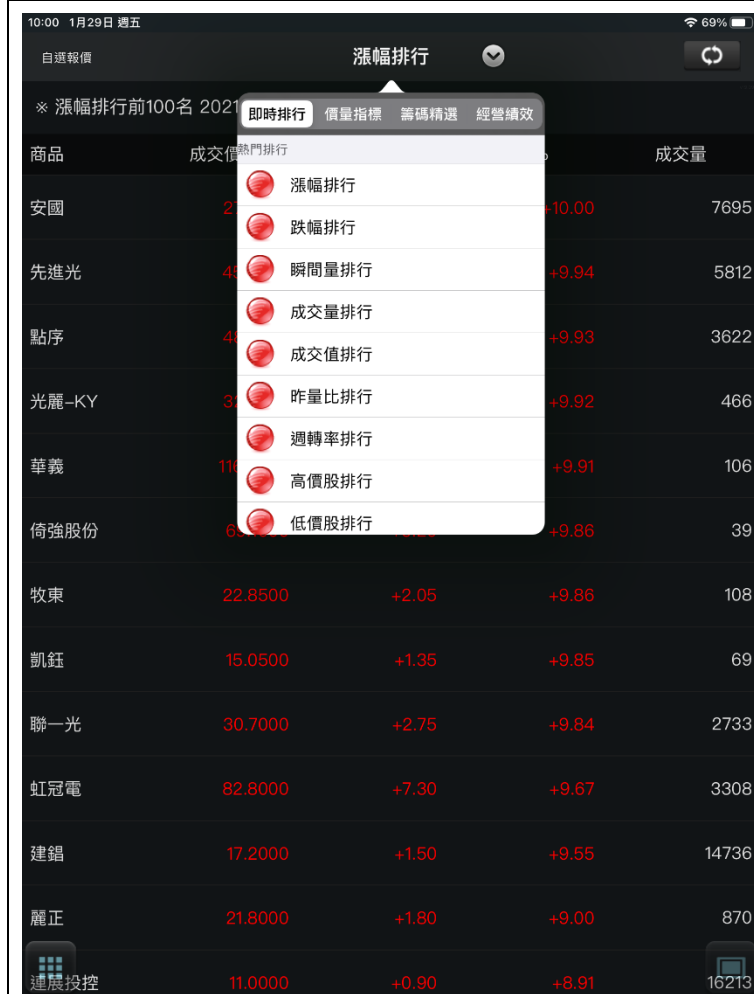 10:00 1月29日 週五 69%
自選報價 漲幅排行
※ 漲幅排行前100名 2021
即時排行 價量指標 籌碼精選 經營績效
熱門排行
商品 成交價 成交量
漲幅排行
安國 27 +10.00 7695
跌幅排行
先進光 45 +9.94 5812
瞬間量排行
成交量排行
點序 48 +9.93 3622
成交值排行
昨量比排行
光麗-KY 32 +9.92 466
週轉率排行
華義 116 +9.91 106
高價股排行
低價股排行
倚強股份 +9.86 39
牧東 22.8500 +2.05 +9.86 108
凱鈺 15.0500 +1.35 +9.85 69
聯一光 30.7000 +2.75 +9.84 2733
虹冠電 82.8000 +7.30 +9.67 3308
建錩 17.2000 +1.50 +9.55 14736
麗正 21.8000 +1.80 +9.00 870
連展投控 11.0000 +0.90 +8.91 16213